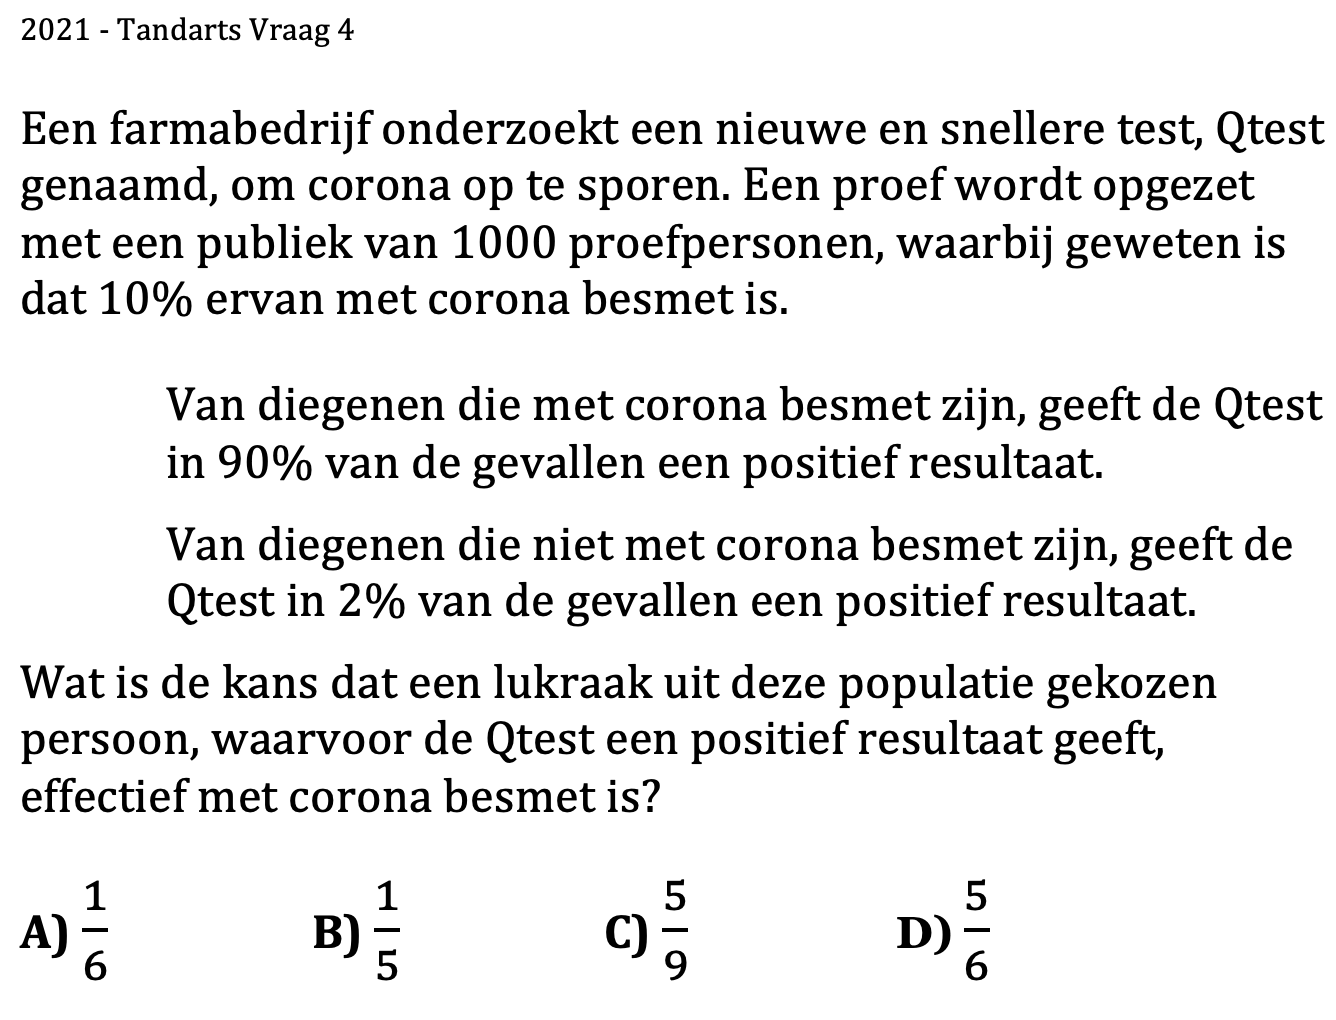 2021 - Tandarts Vraag 4
Een farmabedrijf onderzoekt een nieuwe en snellere test, Qtest
genaamd, om corona op te sporen. Een proef wordt opgezet
met een publiek van 1000 proefpersonen, waarbij geweten is
dat 10% ervan met corona besmet is.
Van diegenen die met corona besmet zijn, geeft de Qtest
in 90% van de gevallen een positief resultaat.
Van diegenen die niet met corona besmet zijn, geeft de
Qtest in 2% van de gevallen een positief resultaat.
Wat is de kans dat een lukraak uit deze populatie gekozen
persoon, waarvoor de Qtest een positief resultaat geeft,
effectief met corona besmet is?
A) 1/6 B) 1/5 C) 5/9 D) 5/6